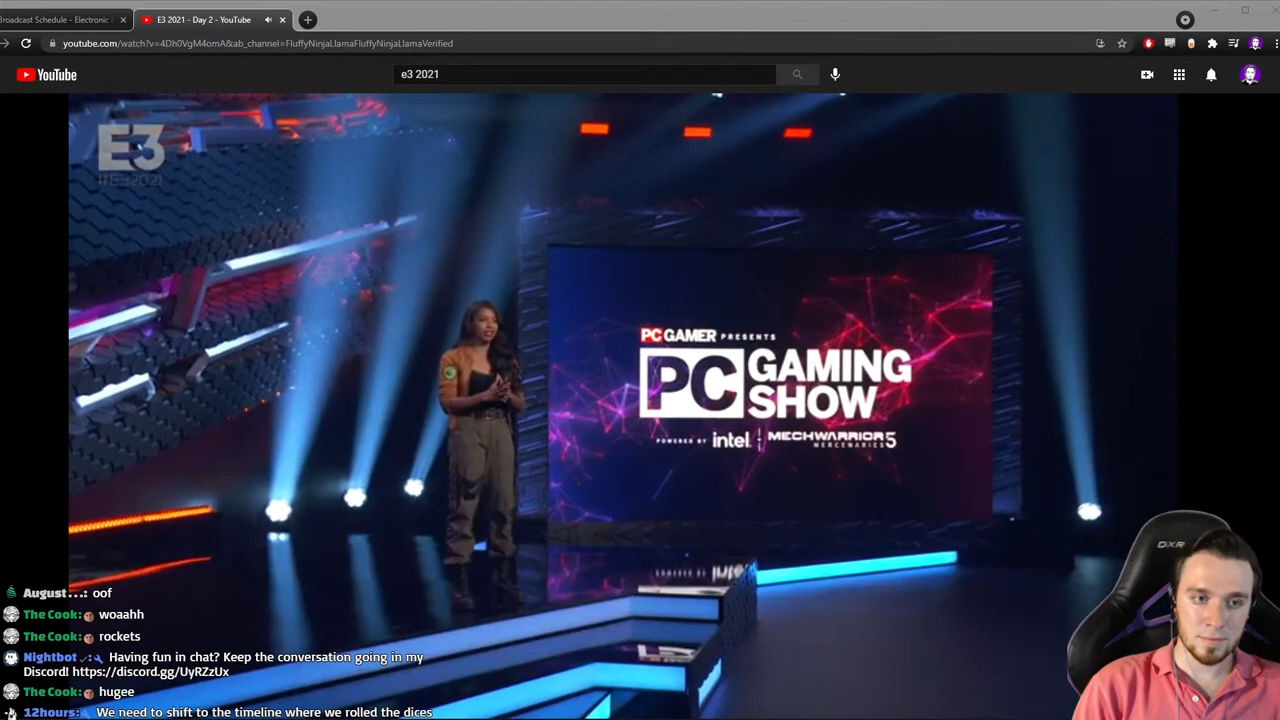 Broadcast Schedule - Electronic
E3 2021 - Day 2 - YouTube
youtube.com/watch?v=4Dh0VgM4omA&ab_channel=FluffyNinjaLlamaFluffyNinjaLlamaVerified
YouTube
e3 2021
E3
#E32021
PC GAMER PRESENTS
PC GAMING SHOW
POWERED BY intel. MECHWARRIOR 5
MERCENARIES
intel
DXR
August...: oof
The Cook: woaahh
The Cook: rockets
Nightbot: Having fun in chat? Keep the conversation going in my
Discord! https://discord.gg/UyRZzUx
The Cook: hugee
12hours: We need to shift to the timeline where we rolled the dices